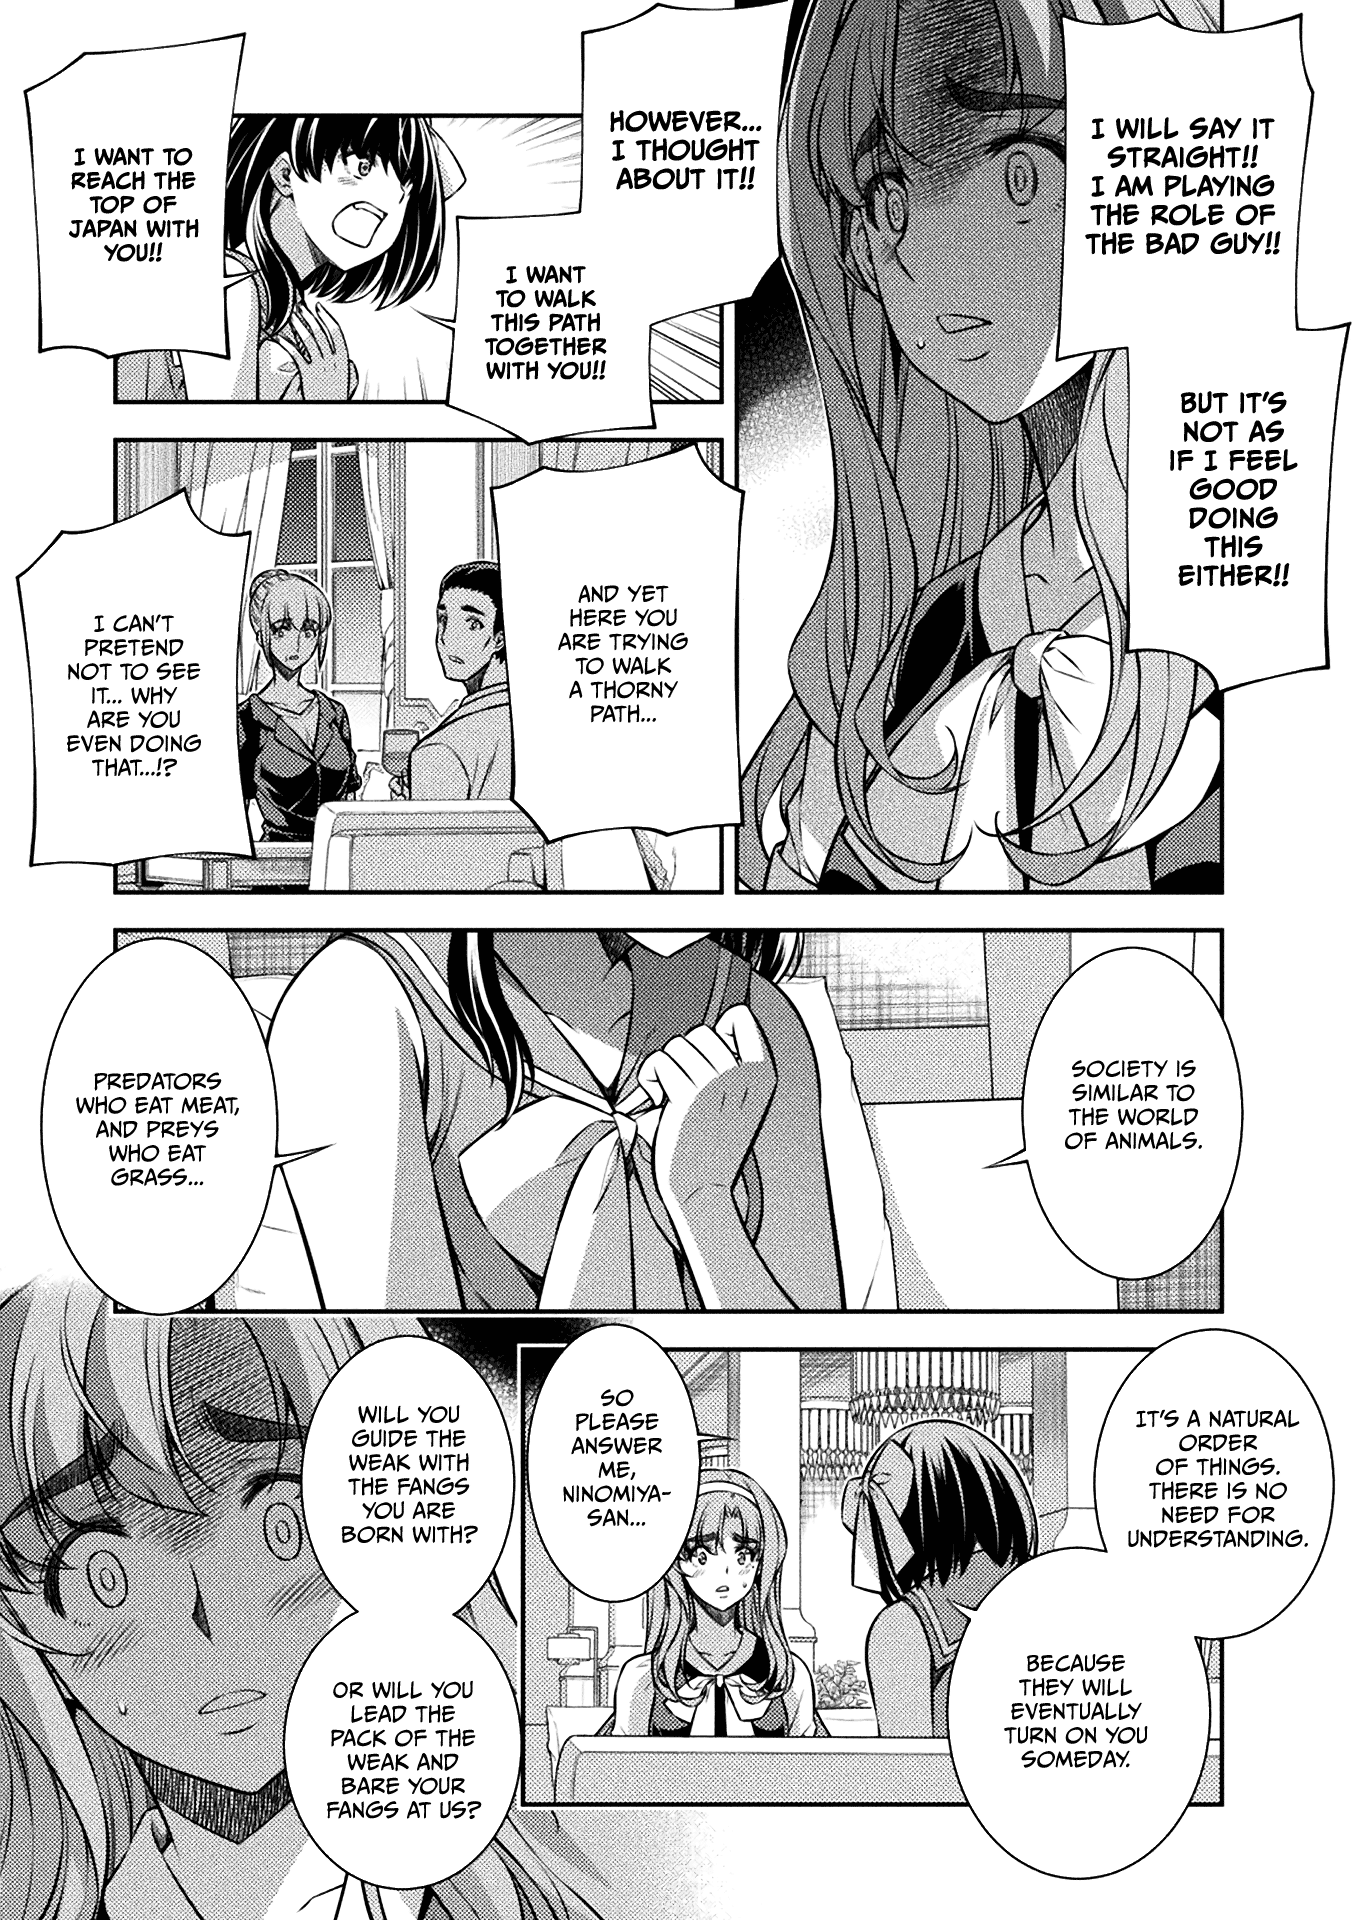 I WILL SAY IT
STRAIGHT!!
I AM PLAYING
THE ROLE OF
THE BAD GUY!!
BUT IT'S
NOT AS
IF I FEEL
GOOD
DOING
THIS
EITHER!!
HOWEVER...
I THOUGHT
ABOUT IT!!
I WANT
TO WALK
THIS PATH
TOGETHER
WITH YOU!!
I WANT TO
REACH THE
TOP OF
JAPAN WITH
YOU!!
AND YET
HERE YOU
ARE TRYING
TO WALK
A THORNY
PATH...
I CAN'T
PRETEND
NOT TO SEE
IT... WHY
ARE YOU
EVEN DOING
THAT...!?
SOCIETY IS
SIMILAR TO
THE WORLD
OF ANIMALS.
PREDATORS
WHO EAT MEAT,
AND PREYS
WHO EAT
GRASS...
IT'S A NATURAL
ORDER
OF THINGS.
THERE IS NO
NEED FOR
UNDERSTANDING.
BECAUSE
THEY WILL
EVENTUALLY
TURN ON YOU
SOMEDAY.
SO
PLEASE
ANSWER
ME,
NINOMIYA-
SAN...
WILL YOU
GUIDE THE
WEAK WITH
THE FANGS
YOU ARE
BORN WITH?
OR WILL YOU
LEAD THE
PACK OF THE
WEAK AND
BARE YOUR
FANGS AT US?